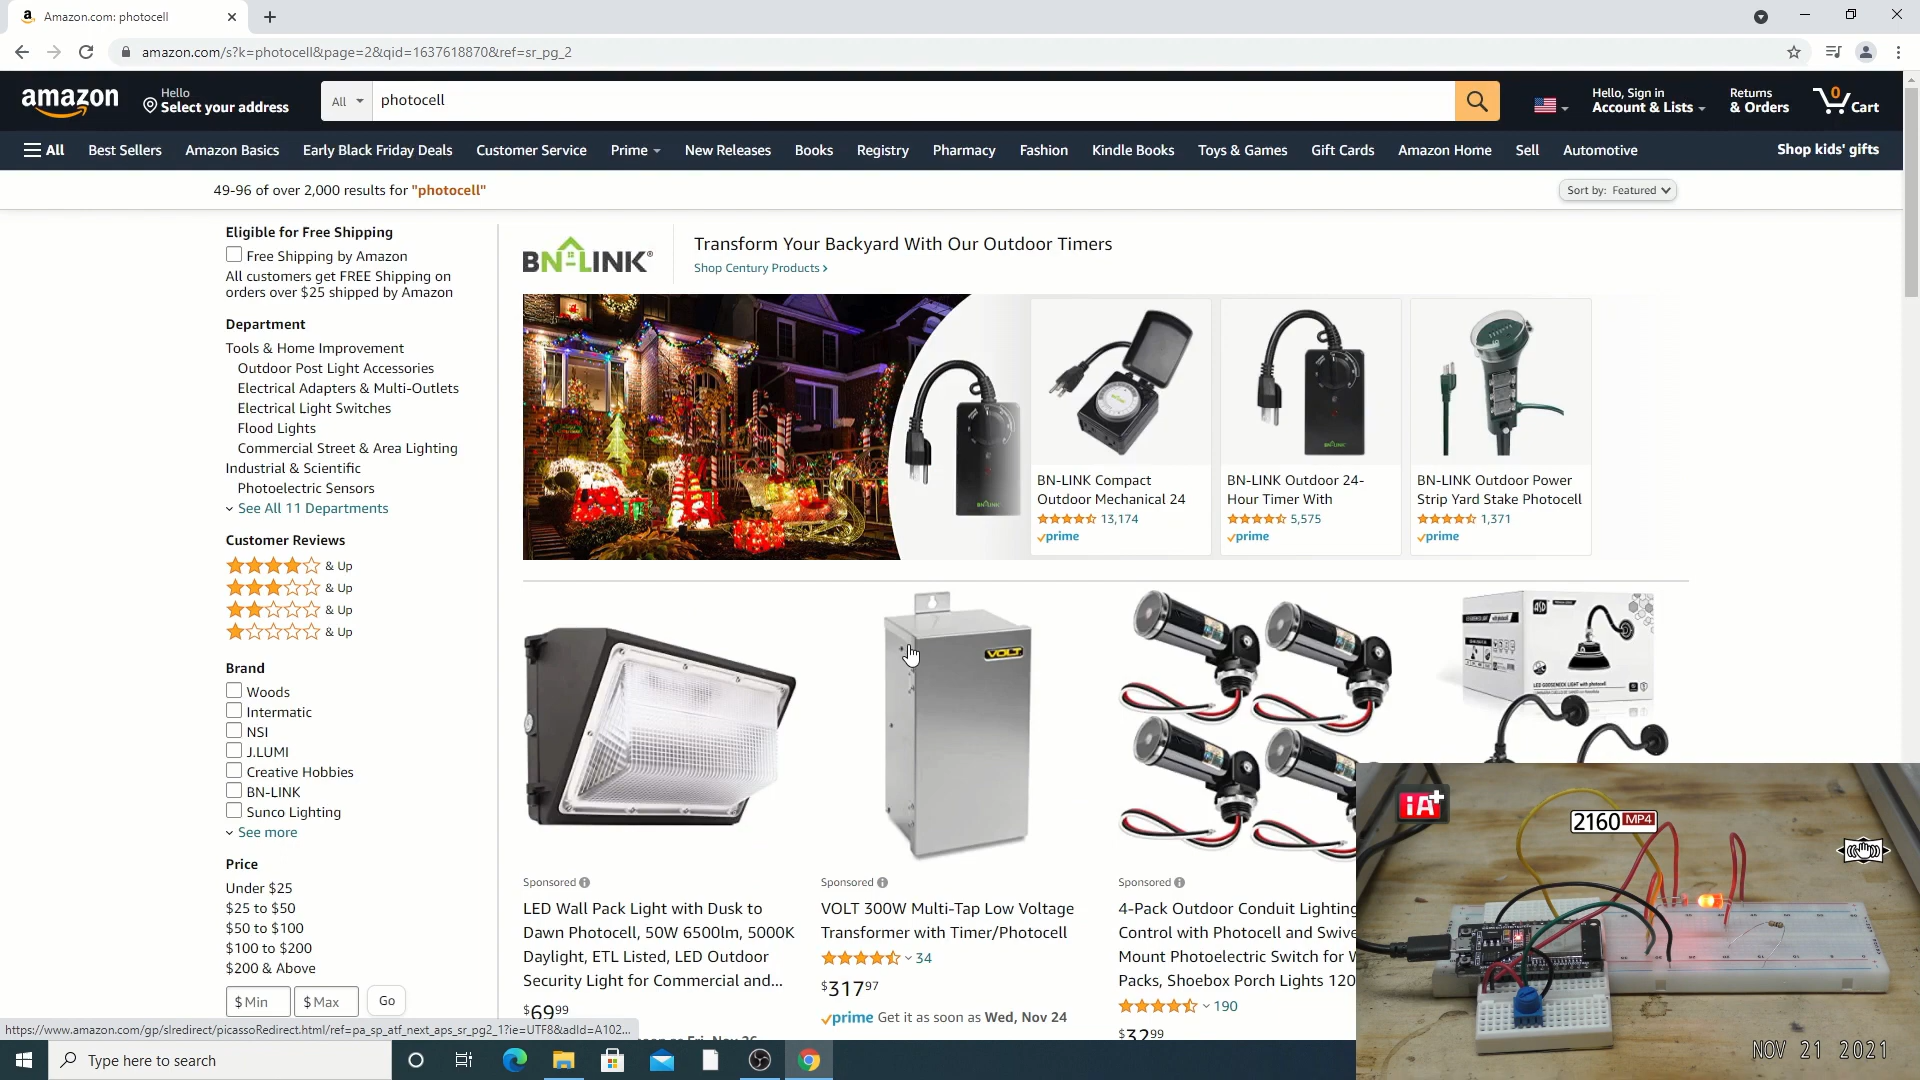 Amazon.com: photocell
amazon.com/s?k=photocell&page=2&qid=1637618870&ref=sr_pg_2
amazon
Hello
Select your address
All
photocell
Hello, Sign in
Account & Lists
Returns
& Orders
0
Cart
All
Best Sellers
Amazon Basics
Early Black Friday Deals
Customer Service
Prime
New Releases
Books
Registry
Pharmacy
Fashion
Kindle Books
Toys & Games
Gift Cards
Amazon Home
Sell
Automotive
Shop kids' gifts
49-96 of over 2,000 results for "photocell"
Sort by: Featured
Eligible for Free Shipping
Free Shipping by Amazon
All customers get FREE Shipping on
orders over $25 shipped by Amazon
Department
Tools & Home Improvement
Outdoor Post Light Accessories
Electrical Adapters & Multi-Outlets
Electrical Light Switches
Flood Lights
Commercial Street & Area Lighting
Industrial & Scientific
Photoelectric Sensors
See All 11 Departments
Customer Reviews
& Up
& Up
& Up
& Up
Brand
Woods
Intermatic
NSI
J.LUMI
Creative Hobbies
BN-LINK
Sunco Lighting
See more
Price
Under $25
$25 to $50
$50 to $100
$100 to $200
$200 & Above
$ Min
$ Max
Go
BN-LINK®
Transform Your Backyard With Our Outdoor Timers
Shop Century Products ›
BN-LINK Compact
Outdoor Mechanical 24
13,174
prime
BN-LINK Outdoor 24-
Hour Timer With
5,575
prime
BN-LINK Outdoor Power
Strip Yard Stake Photocell
1,371
prime
VOLT
ASD
LED GOOSENECK LIGHT with photocell
Sponsored
LED Wall Pack Light with Dusk to
Dawn Photocell, 50W 6500lm, 5000K
Daylight, ETL Listed, LED Outdoor
Security Light for Commercial and...
$69.99
Sponsored
VOLT 300W Multi-Tap Low Voltage
Transformer with Timer/Photocell
34
$317.97
prime Get it as soon as Wed, Nov 24
Sponsored
4-Pack Outdoor Conduit Lighting
Control with Photocell and Swive
Mount Photoelectric Switch for W
Packs, Shoebox Porch Lights 120
190
$32.99
iA+
2160 MP4
NOV 21 2021
https://www.amazon.com/gp/slredirect/picassoRedirect.html/ref=pa_sp_atf_next_aps_sr_pg2_1?ie=UTF8&adId=A102...
Type here to search